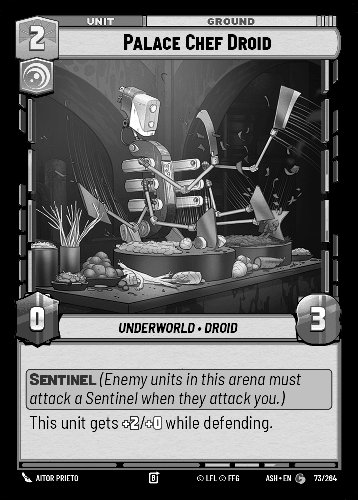 UNIT
GROUND
2
PALACE CHEF DROID
0
UNDERWORLD • DROID
3
SENTINEL (Enemy units in this arena must
attack a Sentinel when they attack you.)
This unit gets +2/+0 while defending.
AITOR PRIETO
© LFL © FFG
ASH • EN
73/264